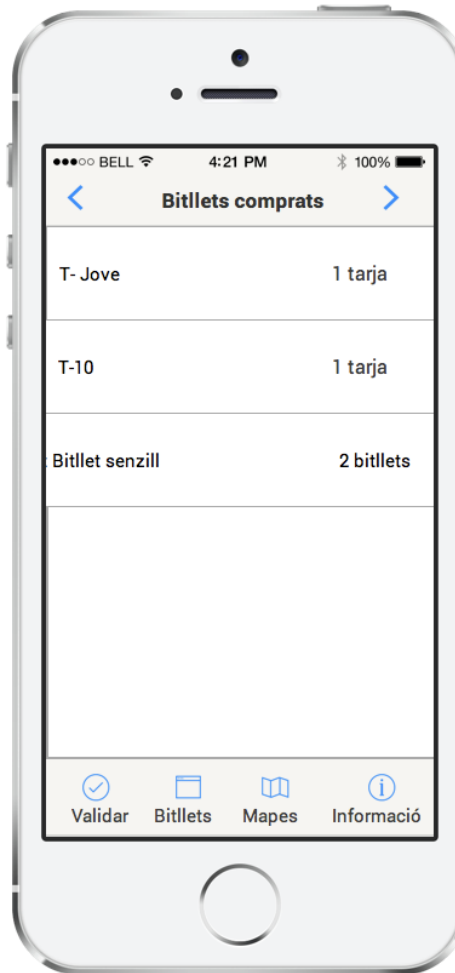 BELL 4:21 PM 100%
Bitllets comprats
T- Jove 1 tarja
T-10 1 tarja
: Bitllet senzill 2 bitllets
Validar Bitllets Mapes Informació